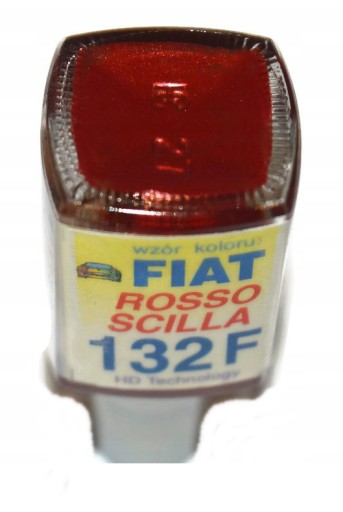 wzór koloru:
FIAT
ROSSO
SCILLA
132F
HD Technology